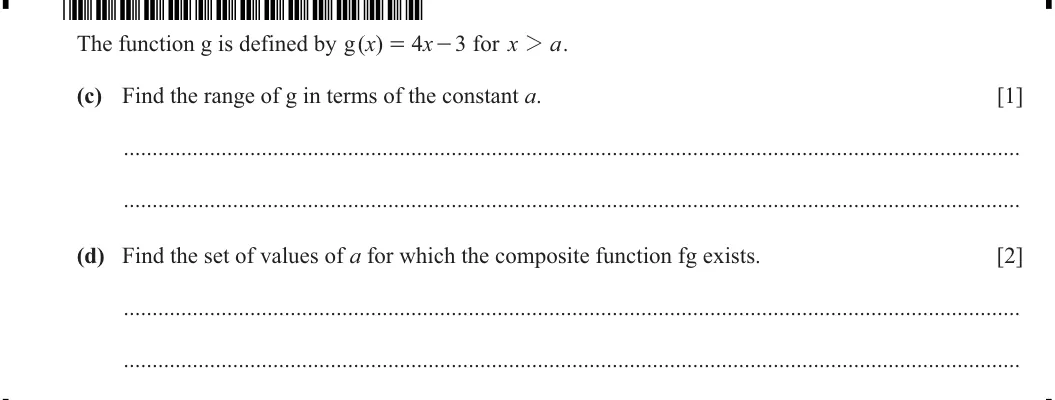 The function g is defined by g(x) = 4x − 3 for x > a.
(c) Find the range of g in terms of the constant a. [1]
........................................................................................................................................................
........................................................................................................................................................
(d) Find the set of values of a for which the composite function fg exists. [2]
........................................................................................................................................................
........................................................................................................................................................